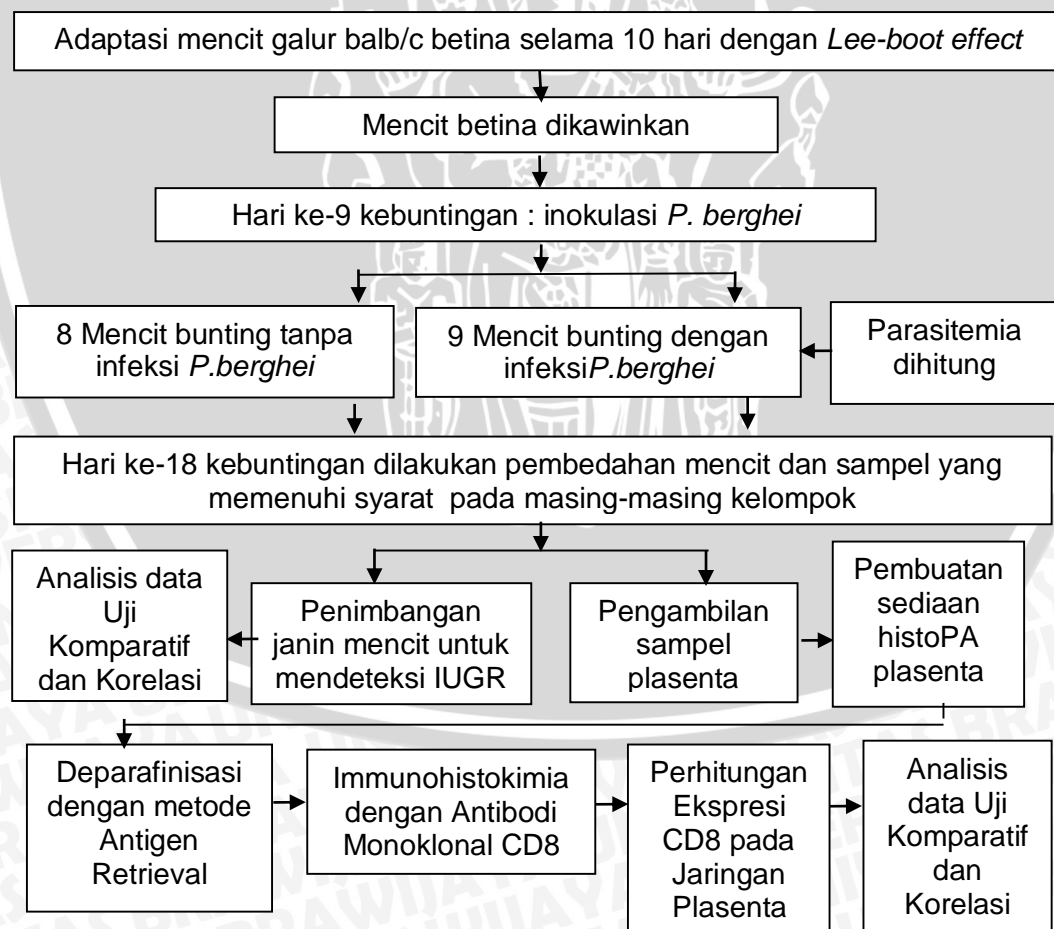 Adaptasi mencit galur balb/c betina selama 10 hari dengan Lee-boot effect
Mencit betina dikawinkan
Hari ke-9 kebuntingan : inokulasi P. berghei
8 Mencit bunting tanpa
infeksi P.berghei
9 Mencit bunting dengan
infeksiP.berghei
Parasitemia
dihitung
Hari ke-18 kebuntingan dilakukan pembedahan mencit dan sampel yang
memenuhi syarat pada masing-masing kelompok
Analisis data
Uji
Komparatif
dan Korelasi
Penimbangan
janin mencit untuk
mendeteksi IUGR
Pengambilan
sampel
plasenta
Pembuatan
sediaan
histoPA
plasenta
Deparafinisasi
dengan metode
Antigen
Retrieval
Immunohistokimia
dengan Antibodi
Monoklonal CD8
Perhitungan
Ekspresi
CD8 pada
Jaringan
Plasenta
Analisis
data Uji
Komparatif
dan
Korelasi